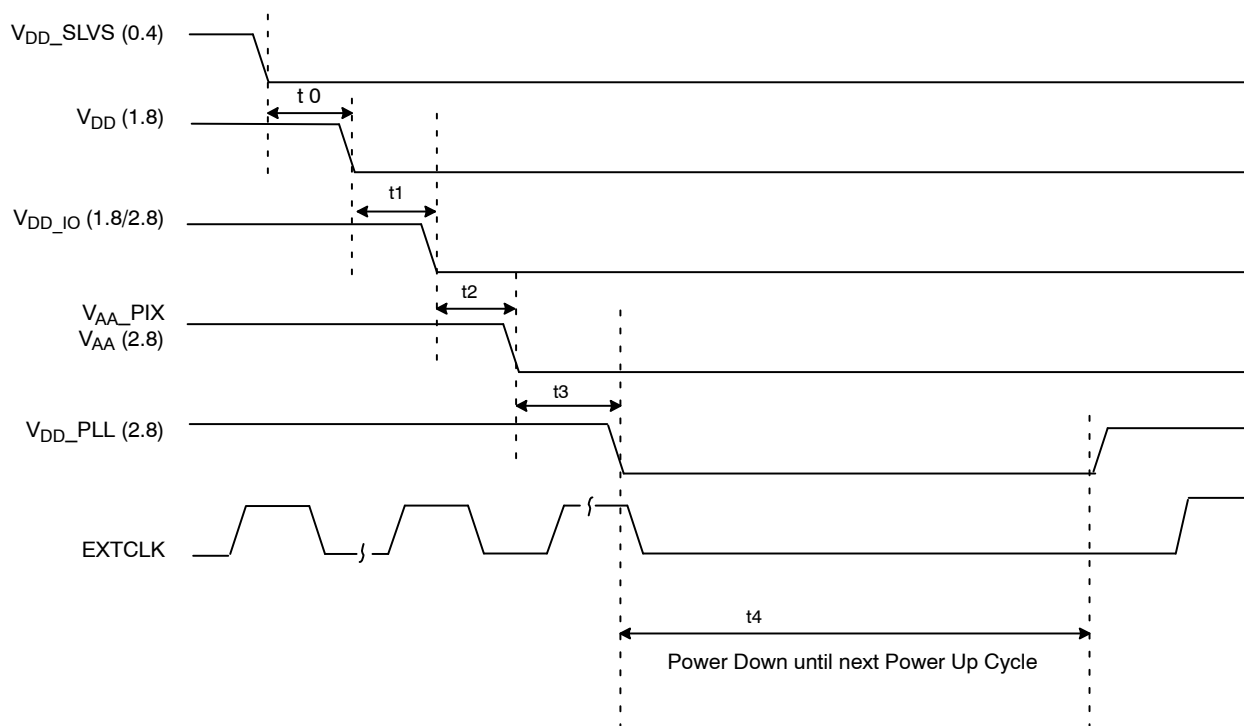 VDD_SLVS (0.4)
t 0
VDD (1.8)
t1
VDD_IO (1.8/2.8)
t2
VAA_PIX
VAA (2.8)
t3
VDD_PLL (2.8)
EXTCLK
t4
Power Down until next Power Up Cycle